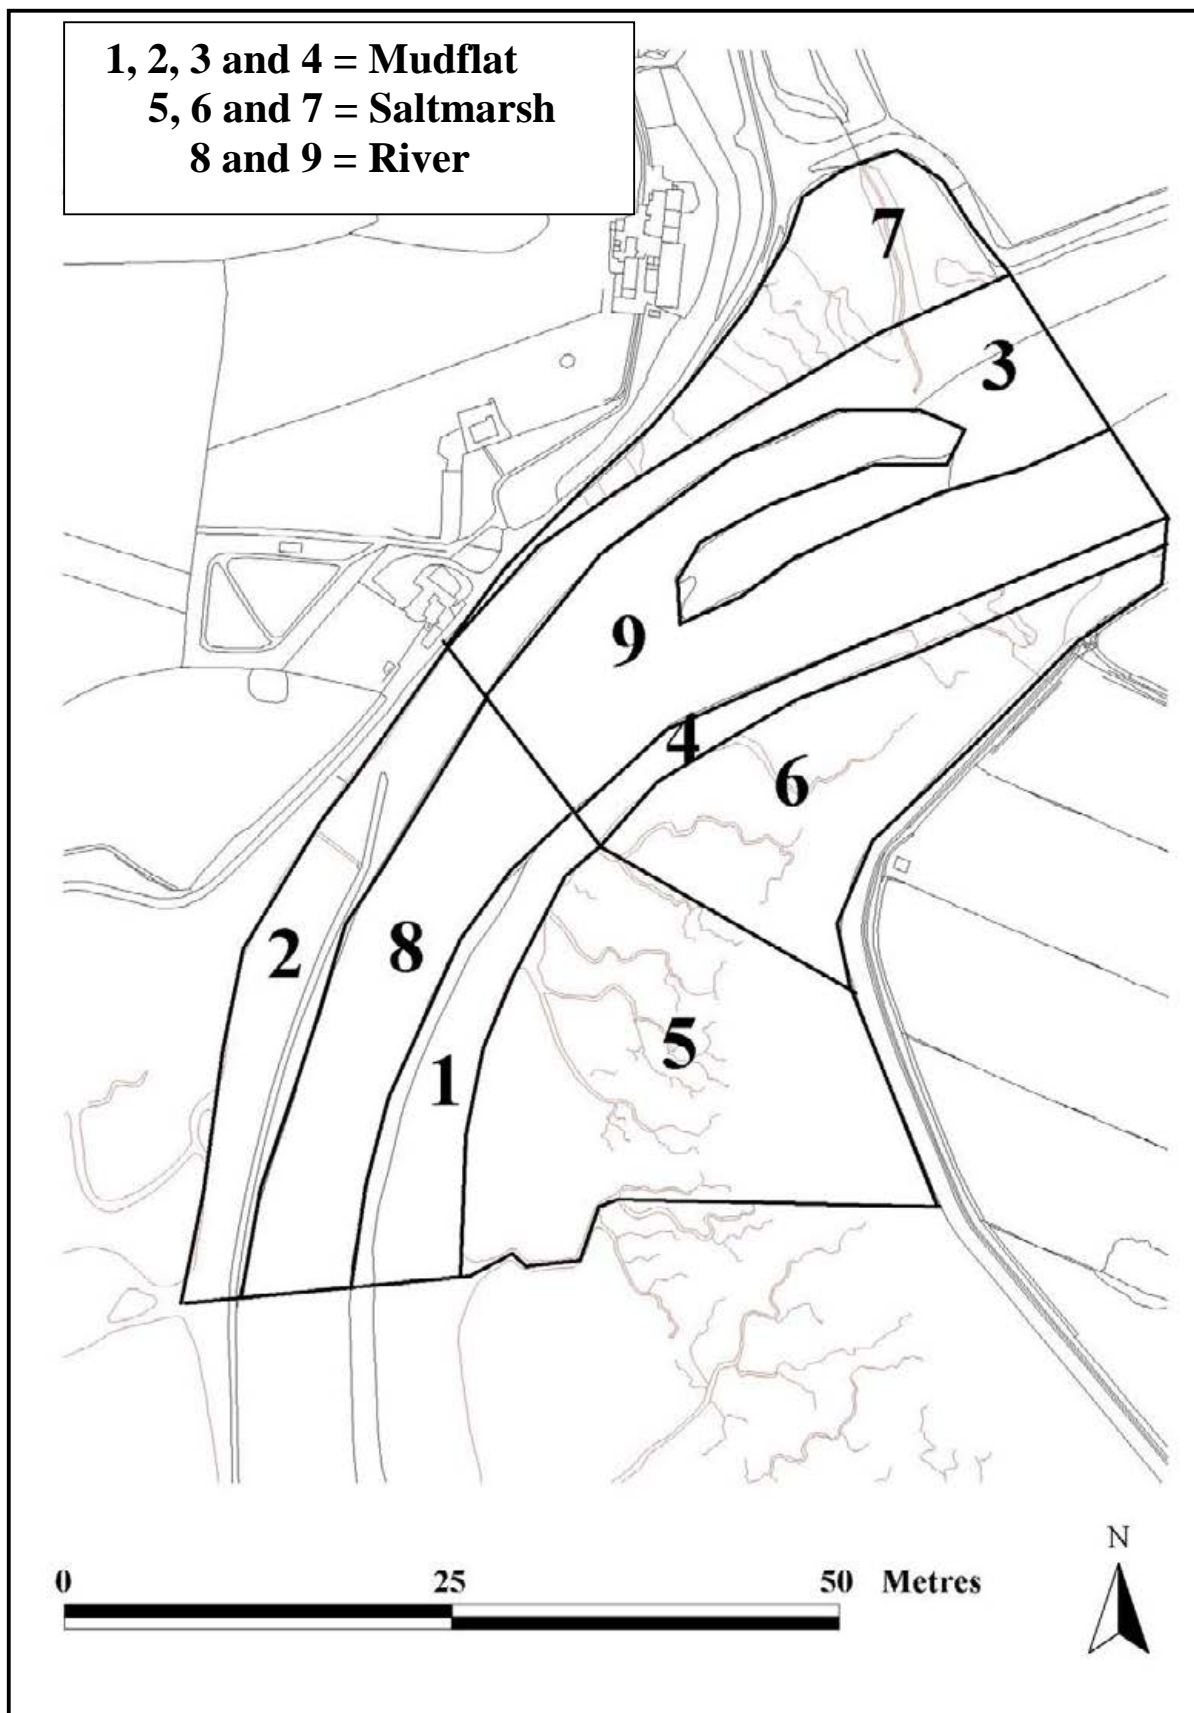 1, 2, 3 and 4 = Mudflat
5, 6 and 7 = Saltmarsh
8 and 9 = River
7
3
9
4
6
2
8
5
1
N
0 25 50 Metres